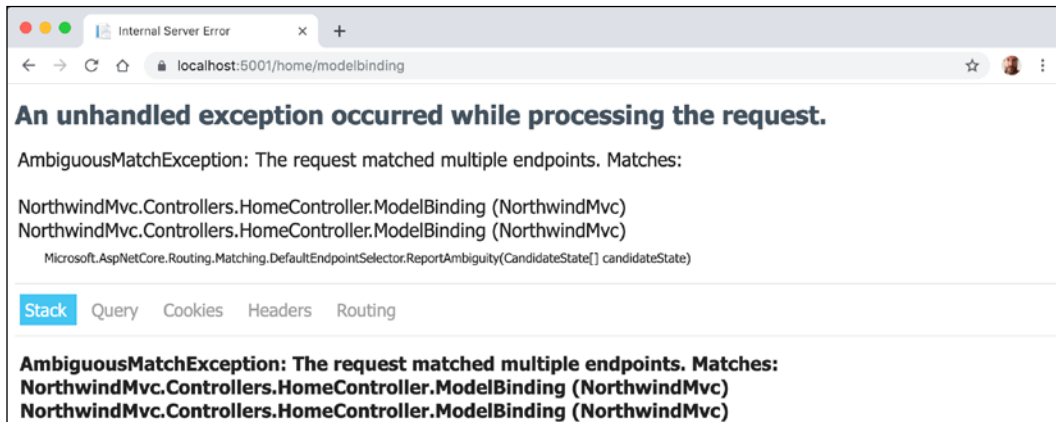 Internal Server Error
localhost:5001/home/modelbinding
An unhandled exception occurred while processing the request.
AmbiguousMatchException: The request matched multiple endpoints. Matches:
NorthwindMvc.Controllers.HomeController.ModelBinding (NorthwindMvc)
NorthwindMvc.Controllers.HomeController.ModelBinding (NorthwindMvc)
Microsoft.AspNetCore.Routing.Matching.DefaultEndpointSelector.ReportAmbiguity(CandidateState[] candidateState)
Stack Query Cookies Headers Routing
AmbiguousMatchException: The request matched multiple endpoints. Matches:
NorthwindMvc.Controllers.HomeController.ModelBinding (NorthwindMvc)
NorthwindMvc.Controllers.HomeController.ModelBinding (NorthwindMvc)